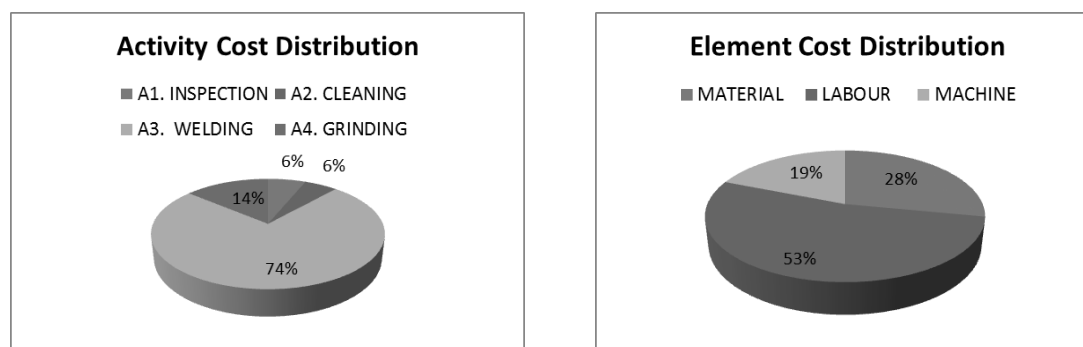 Activity Cost Distribution
A1. INSPECTION A2. CLEANING
A3. WELDING A4. GRINDING
6%
6%
14%
74%
Element Cost Distribution
MATERIAL LABOUR MACHINE
19%
28%
53%